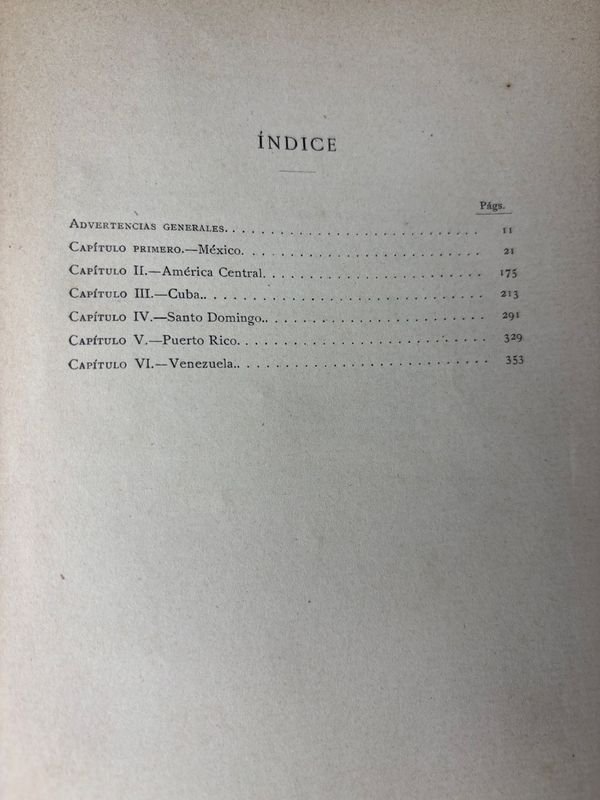 ÍNDICE
Págs.
ADVERTENCIAS GENERALES. . . . . . . . . . . . . . . . . . . . . . . . . 11
CAPÍTULO PRIMERO.—México. . . . . . . . . . . . . . . . . . . . . . . 21
CAPÍTULO II.—América Central. . . . . . . . . . . . . . . . . . . . . 175
CAPÍTULO III.—Cuba.. . . . . . . . . . . . . . . . . . . . . . . . . . 213
CAPÍTULO IV.—Santo Domingo.. . . . . . . . . . . . . . . . . . . . . 291
CAPÍTULO V.—Puerto Rico. . . . . . . . . . . . . . . . . . . . . . . . 329
CAPÍTULO VI.—Venezuela.. . . . . . . . . . . . . . . . . . . . . . . . 353